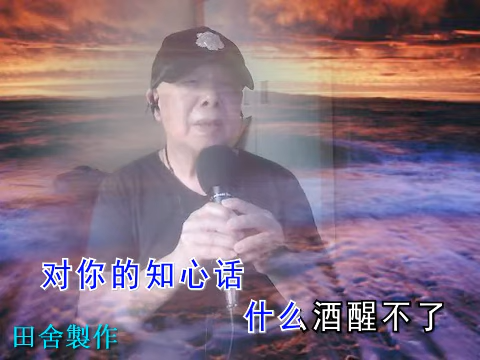 对你的知心话
什么酒醒不了
田舍製作